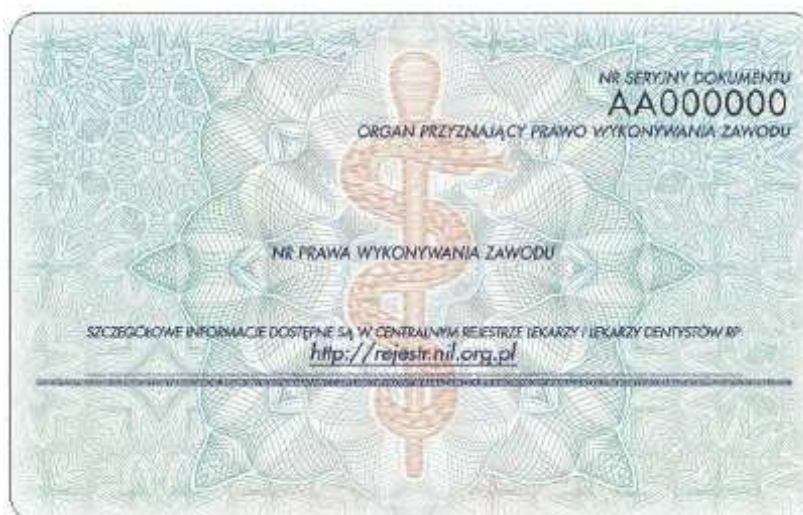 NR SERYJNY DOKUMENTU
AA000000
ORGAN PRZYZNAJĄCY PRAWO WYKONYWANIA ZAWODU
NR PRAWA WYKONYWANIA ZAWODU
SZCZEGÓŁOWE INFORMACJE DOSTĘPNE SĄ W CENTRALNYM REJESTRZE LEKARZY I LEKARZY DENTYSTÓW RP:
http://rejestr.nil.org.pl